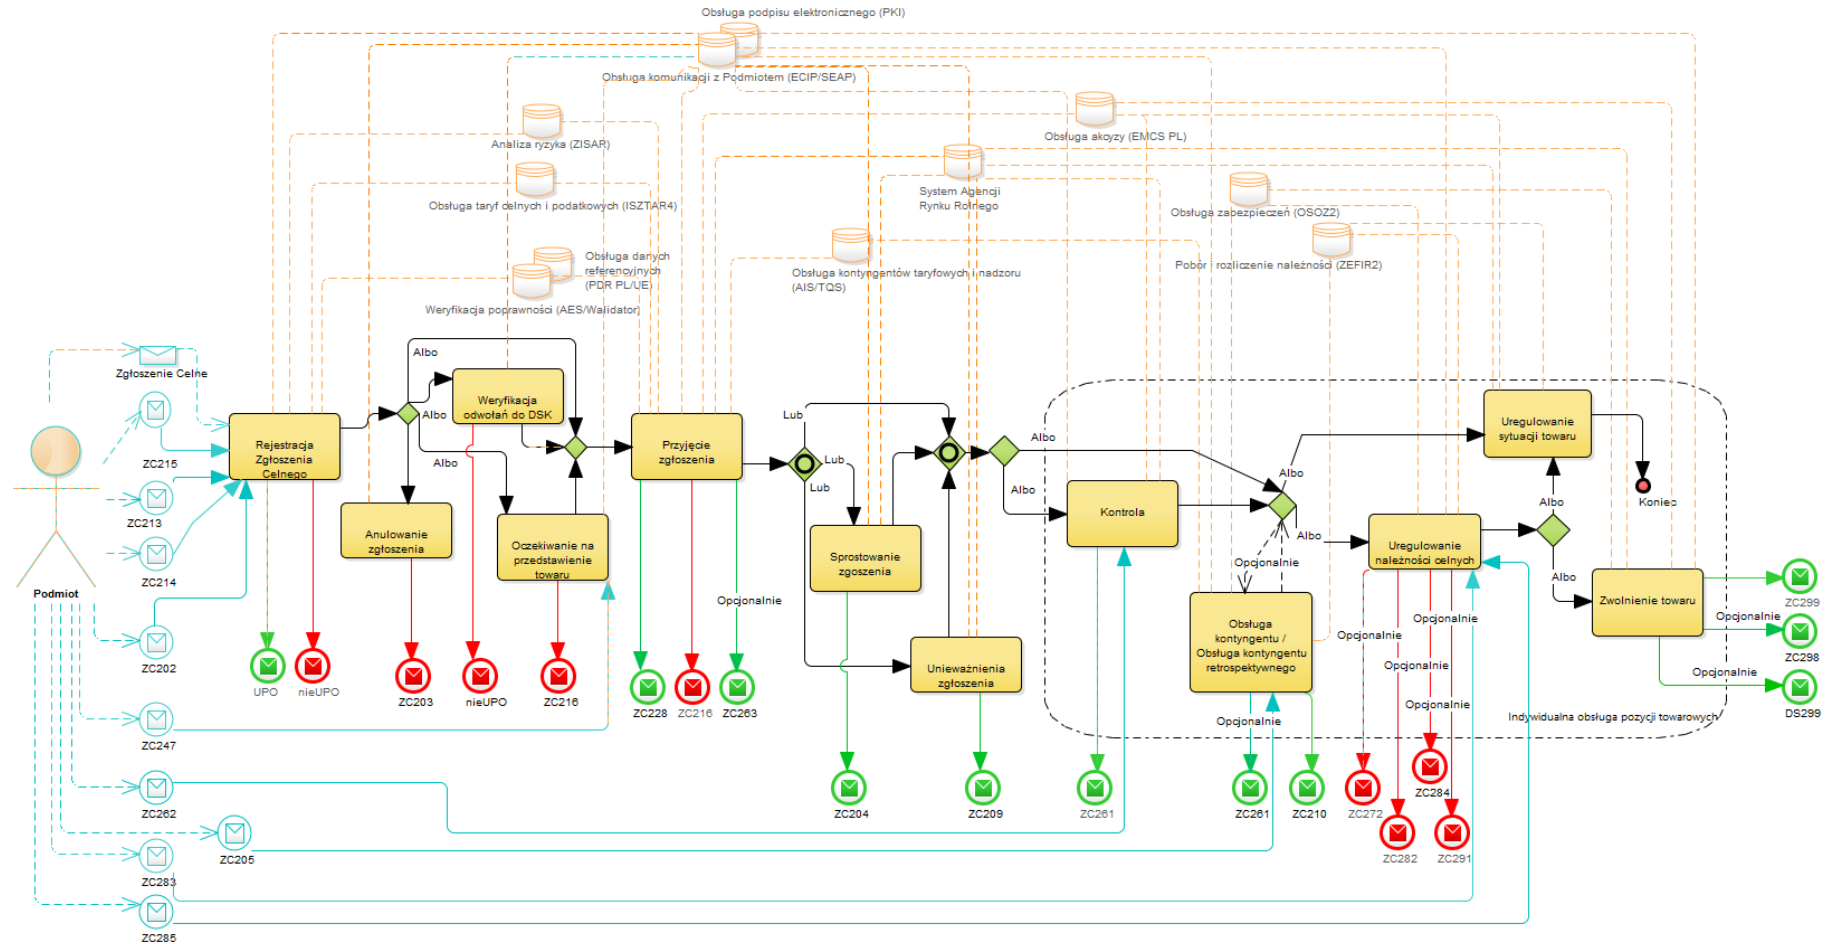 Obsługa podpisu elektronicznego (PKI)
Obsługa komunikacji z Podmiotem (ECIP/SEAP)
Analiza ryzyka (ZISAR)
Obsługa akcyzy (EMCS PL)
Obsługa taryf celnych i podatkowych (ISZTAR4)
System Agencji
Rynku Rolnego
Obsługa zabezpieczeń (OSOZ2)
Obsługa danych
referencyjnych
(PDR PL/UE)
Weryfikacja poprawności (AES/Walidator)
Obsługa kontyngentów taryfowych i nadzoru
(AIS/TQS)
Pobór i rozliczenie należności (ZEFIR2)
Zgłoszenie Celne
ZC215
ZC213
ZC214
Podmiot
ZC202
ZC247
ZC262
ZC205
ZC283
ZC285
Rejestracja
Zgłoszenia
Celnego
UPO
nieUPO
Albo
Albo
Albo
Weryfikacja
odwołań do DSK
Anulowanie
zgłoszenia
Oczekiwanie na
przedstawienie
towaru
ZC203
nieUPO
ZC216
Przyjęcie
zgłoszenia
Opcjonalnie
ZC228
ZC216
ZC263
Lub
Lub
Lub
Sprostowanie
zgoszenia
Unieważnienia
zgłoszenia
ZC204
ZC209
Albo
Albo
Kontrola
ZC261
Albo
Albo
Opcjonalnie
Obsługa
kontyngentu /
Obsługa kontyngentu
retrospektywnego
Opcjonalnie
ZC261
ZC210
Uregulowanie
należności celnych
Opcjonalnie
Opcjonalnie
Opcjonalnie
Opcjonalnie
ZC272
ZC282
ZC284
ZC291
Albo
Albo
Uregulowanie
sytuacji towaru
Koniec
Zwolnienie towaru
Opcjonalnie
Opcjonalnie
ZC299
ZC298
DS299
Indywidualna obsługa pozycji towarowych